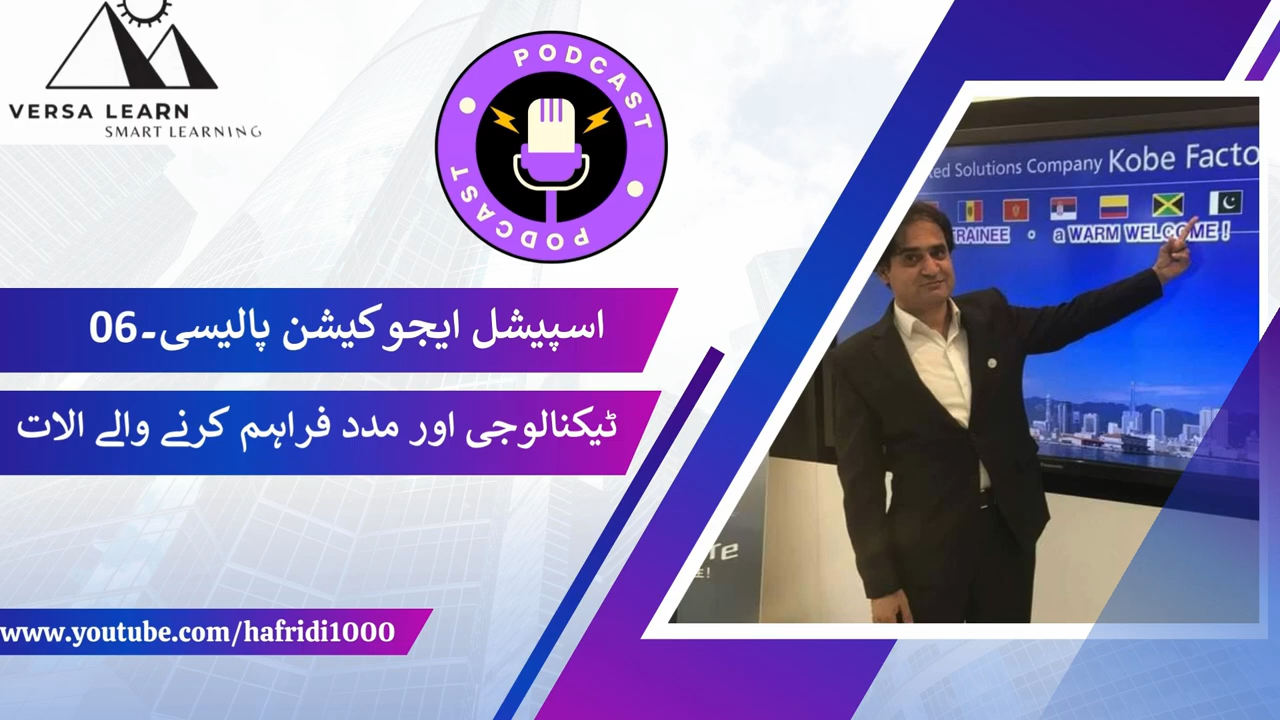 VERSA LEARN
SMART LEARNING
PODCAST
PODCAST
اسپیشل ایجوکیشن پالیسی۔06
ٹیکنالوجی اور مدد فراہم کرنے والے الات
www.youtube.com/hafridi1000
Solutions Company Kobe Facto
TRAINEE • a WARM WELCOME!